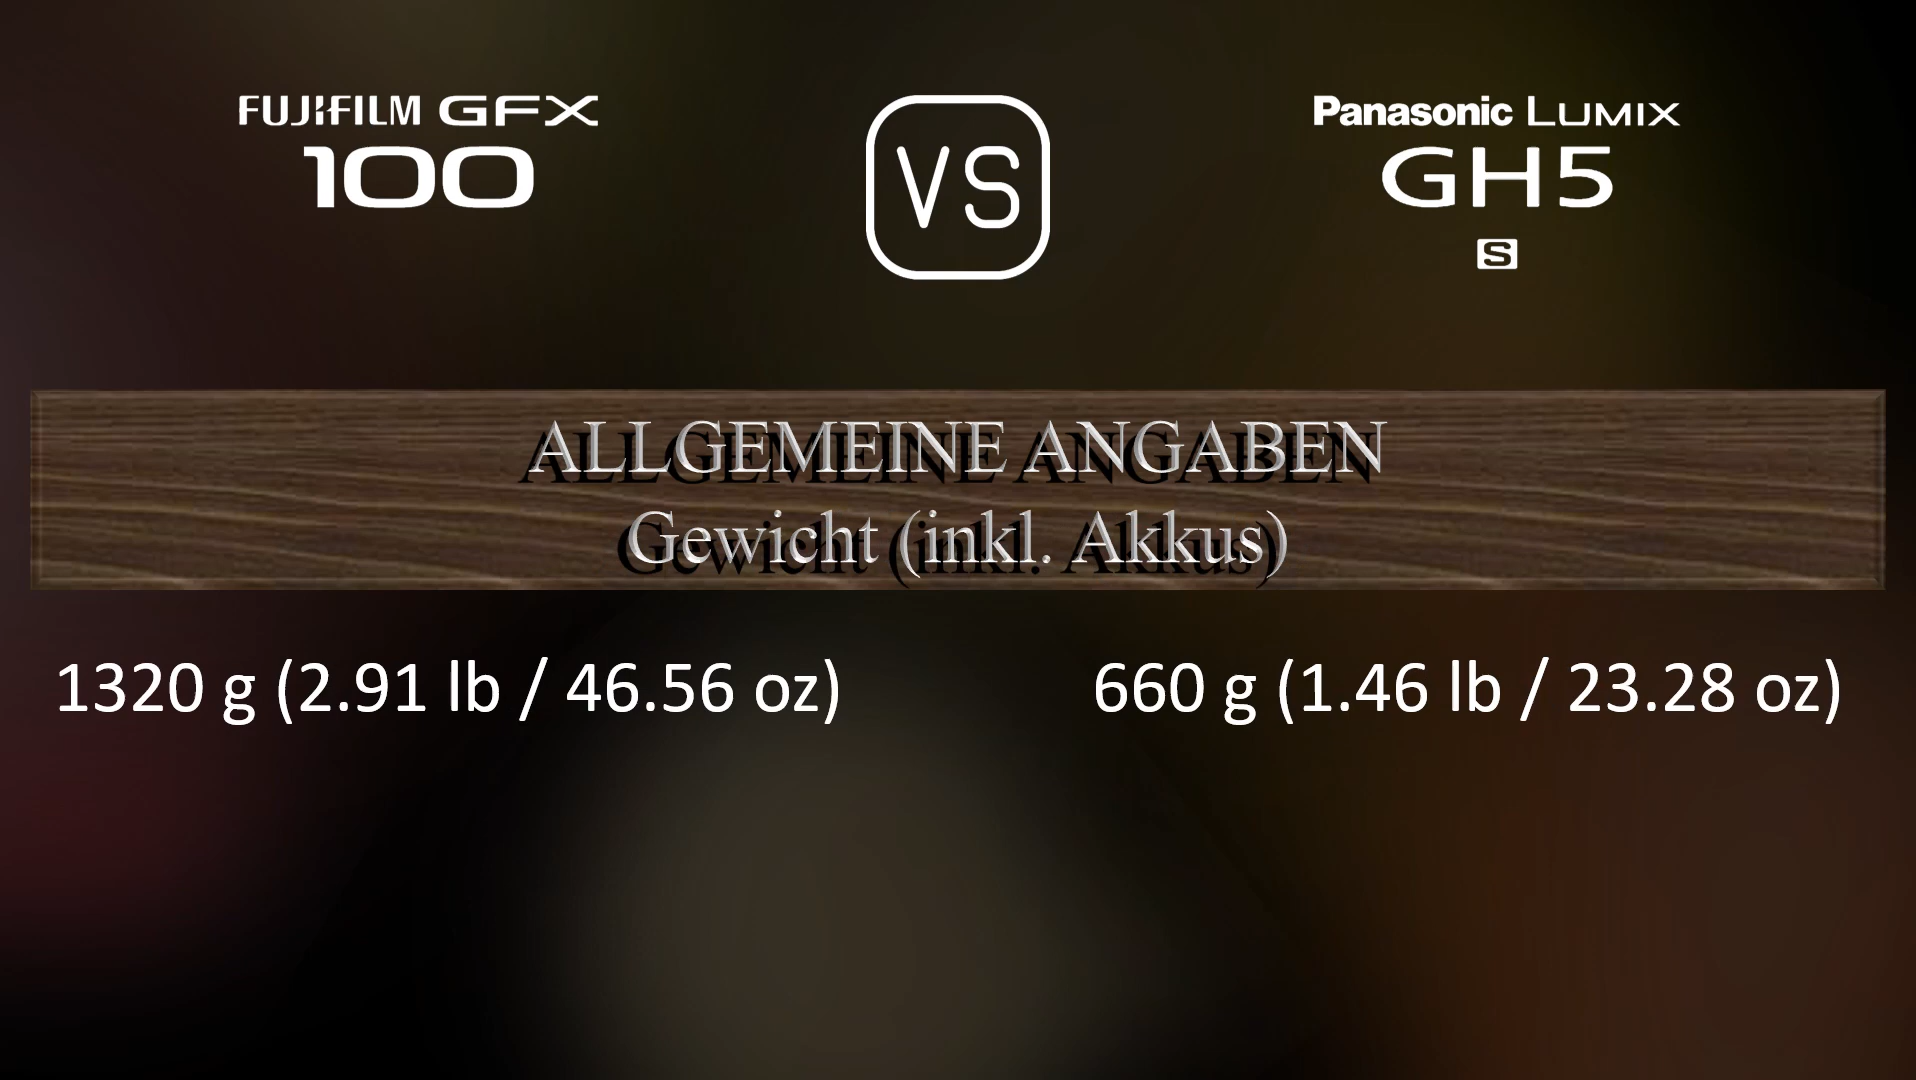 FUJIFILM GFX
100
VS
Panasonic LUMIX
GH5
S
ALLGEMEINE ANGABEN
Gewicht (inkl. Akkus)
1320 g (2.91 lb / 46.56 oz)
660 g (1.46 lb / 23.28 oz)